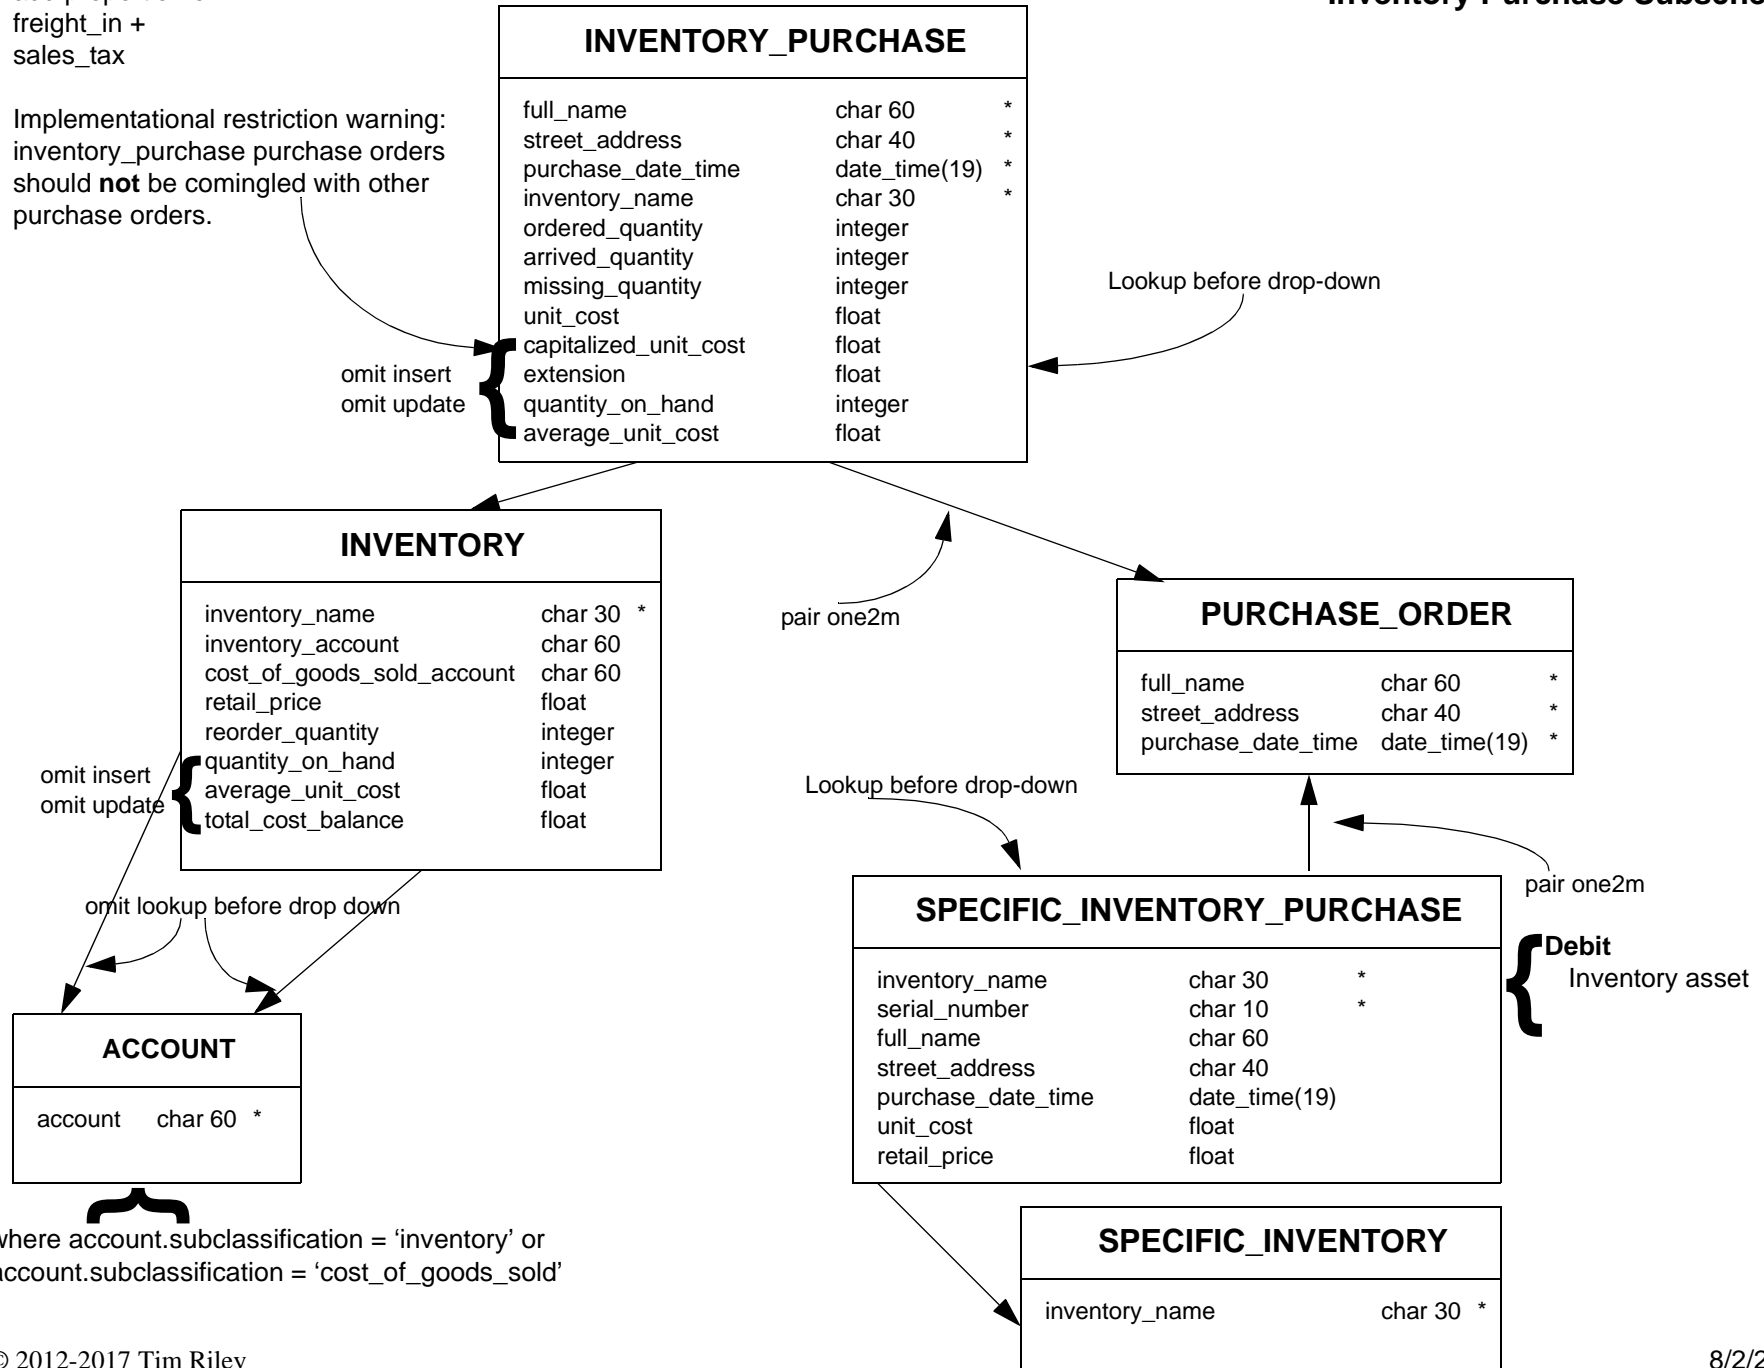 freight_in +
sales_tax
Implementational restriction warning:
inventory_purchase purchase orders
should not be comingled with other
purchase orders.
Inventory Purchase
INVENTORY_PURCHASE
full_name char 60 *
street_address char 40 *
purchase_date_time date_time(19) *
inventory_name char 30 *
ordered_quantity integer
arrived_quantity integer
missing_quantity integer
unit_cost float
capitalized_unit_cost float
extension float
quantity_on_hand integer
average_unit_cost float
omit insert
omit update
Lookup before drop-down
INVENTORY
inventory_name char 30 *
inventory_account char 60
cost_of_goods_sold_account char 60
retail_price float
reorder_quantity integer
quantity_on_hand integer
average_unit_cost float
total_cost_balance float
omit insert
omit update
pair one2m
PURCHASE_ORDER
full_name char 60 *
street_address char 40 *
purchase_date_time date_time(19) *
Lookup before drop-down
pair one2m
omit lookup before drop down
SPECIFIC_INVENTORY_PURCHASE
inventory_name char 30 *
serial_number char 10 *
full_name char 60
street_address char 40
purchase_date_time date_time(19)
unit_cost float
retail_price float
Debit
Inventory asset
ACCOUNT
account char 60 *
where account.subclassification = ‘inventory’ or
account.subclassification = ‘cost_of_goods_sold’
SPECIFIC_INVENTORY
inventory_name char 30 *
© 2012-2017 Tim Riley
8/2/2